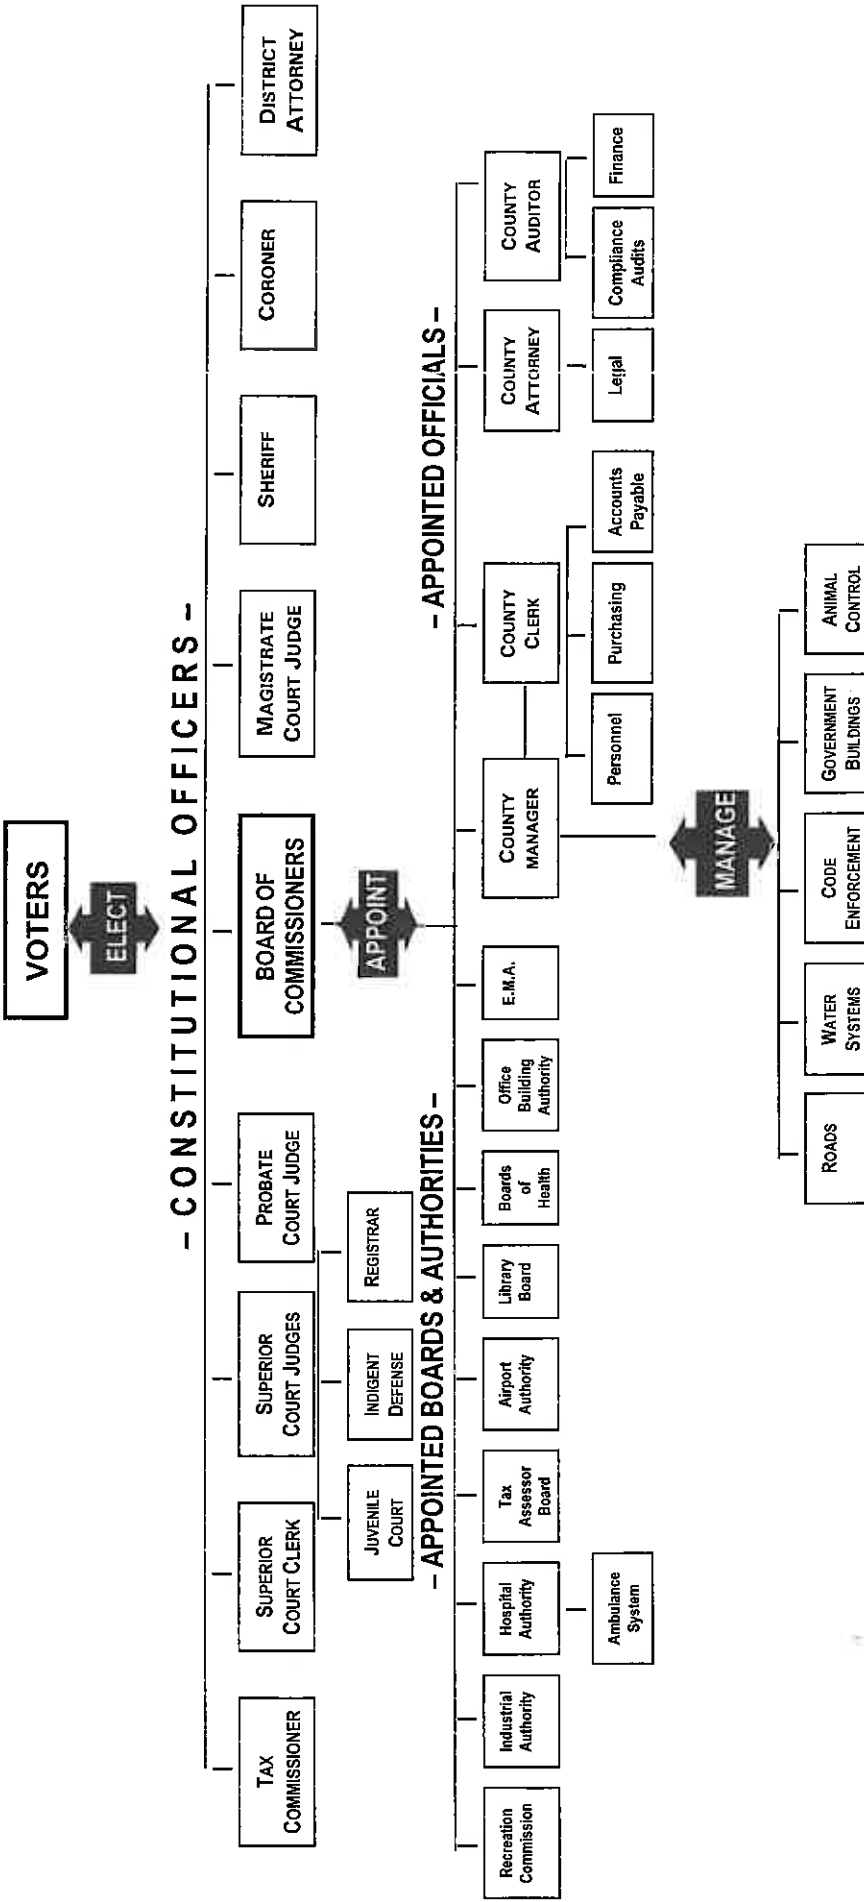 VOTERS
ELECT
– CONSTITUTIONAL OFFICERS –
TAX
COMMISSIONER
SUPERIOR
COURT CLERK
SUPERIOR
COURT JUDGES
PROBATE
COURT JUDGE
BOARD OF
COMMISSIONERS
MAGISTRATE
COURT JUDGE
SHERIFF
CORONER
DISTRICT
ATTORNEY
JUVENILE
COURT
INDIGENT
DEFENSE
REGISTRAR
APPOINT
– APPOINTED BOARDS & AUTHORITIES –
– APPOINTED OFFICIALS –
Recreation
Commission
Industrial
Authority
Hospital
Authority
Tax
Assessor
Board
Airport
Authority
Library
Board
Boards
of
Health
Office
Building
Authority
E.M.A.
COUNTY
MANAGER
COUNTY
CLERK
COUNTY
ATTORNEY
COUNTY
AUDITOR
Ambulance
System
Personnel
Purchasing
Accounts
Payable
Legal
Compliance
Audits
Finance
MANAGE
ROADS
WATER
SYSTEMS
CODE
ENFORCEMENT
GOVERNMENT
BUILDINGS
ANIMAL
CONTROL